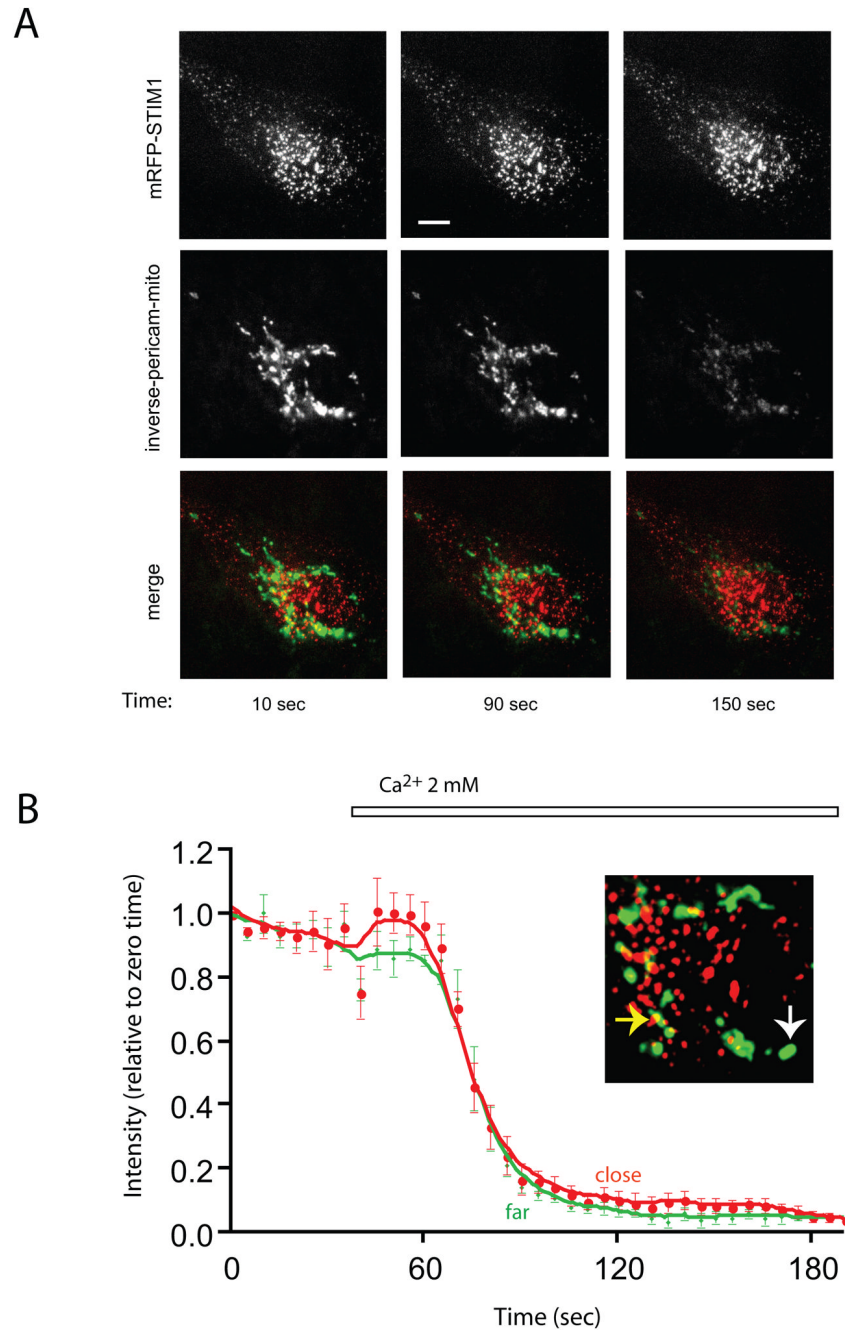 A
mRFP-STIM1
inverse-pericam-mito
merge
Time:
10 sec
90 sec
150 sec
B
Ca²⁺ 2 mM
Intensity (relative to zero time)
1.2
1.0
0.8
0.6
0.4
0.2
0.0
close
far
0
60
120
180
Time (sec)